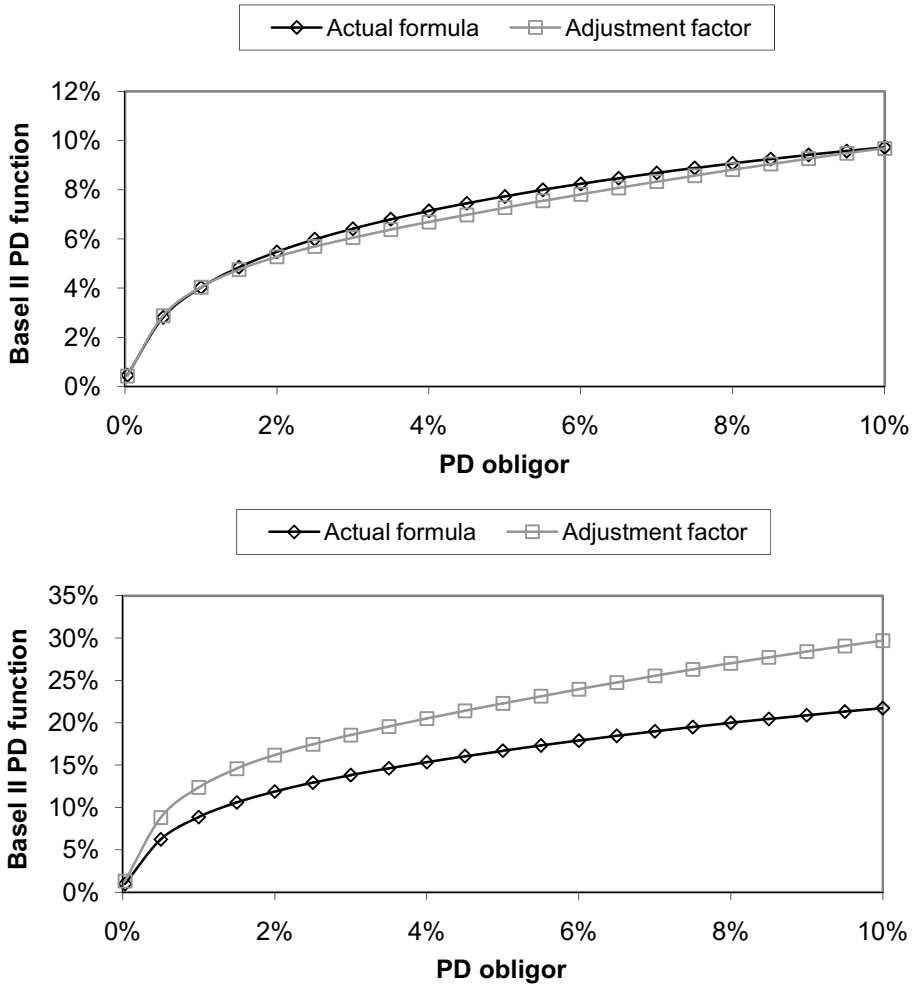 Actual formula Adjustment factor
12%
10%
8%
6%
4%
2%
0%
Basel II PD function
0% 2% 4% 6% 8% 10%
PD obligor
Actual formula Adjustment factor
35%
30%
25%
20%
15%
10%
5%
0%
Basel II PD function
0% 2% 4% 6% 8% 10%
PD obligor